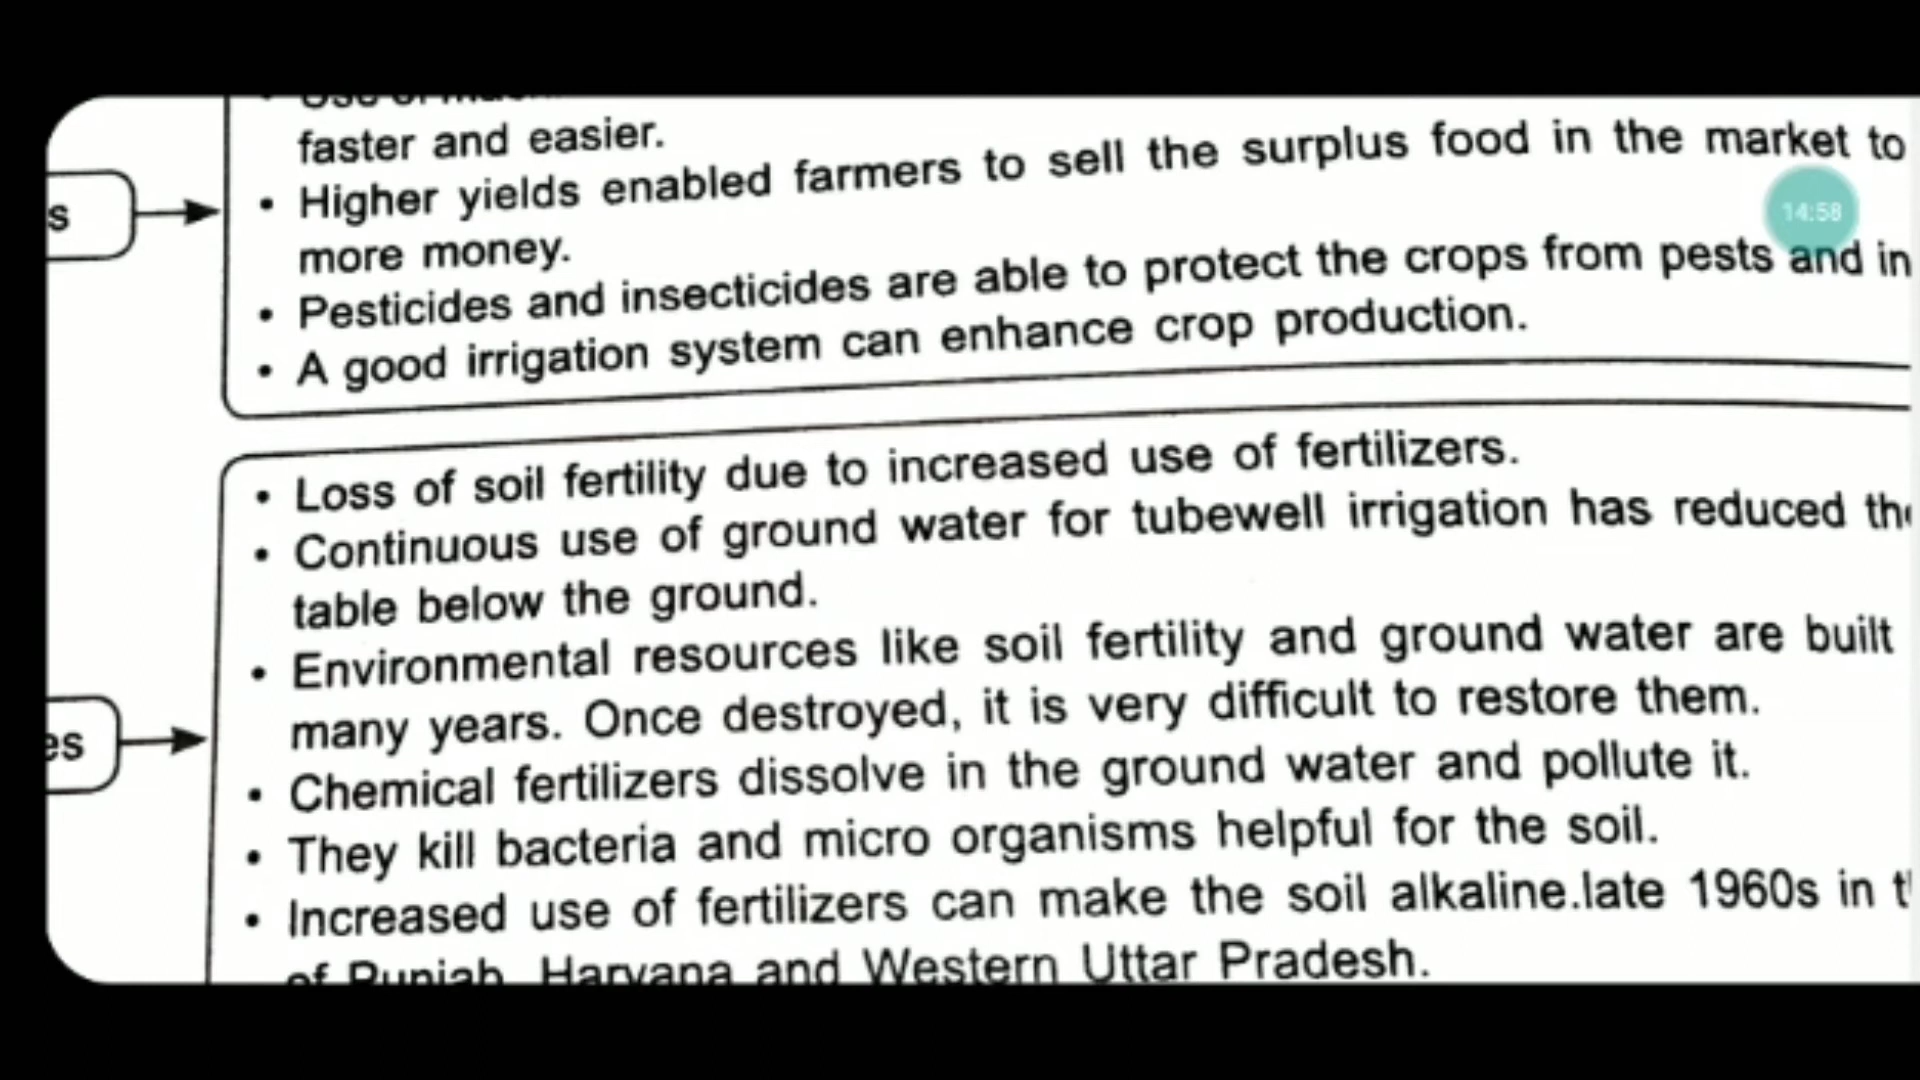 faster and easier.
• Higher yields enabled farmers to sell the surplus food in the market to
more money.
• Pesticides and insecticides are able to protect the crops from pests and in
• A good irrigation system can enhance crop production.
s
• Loss of soil fertility due to increased use of fertilizers.
• Continuous use of ground water for tubewell irrigation has reduced the
table below the ground.
• Environmental resources like soil fertility and ground water are built
many years. Once destroyed, it is very difficult to restore them.
• Chemical fertilizers dissolve in the ground water and pollute it.
• They kill bacteria and micro organisms helpful for the soil.
• Increased use of fertilizers can make the soil alkaline.late 1960s in t
of Punjab, Haryana and Western Uttar Pradesh.
es
14:58